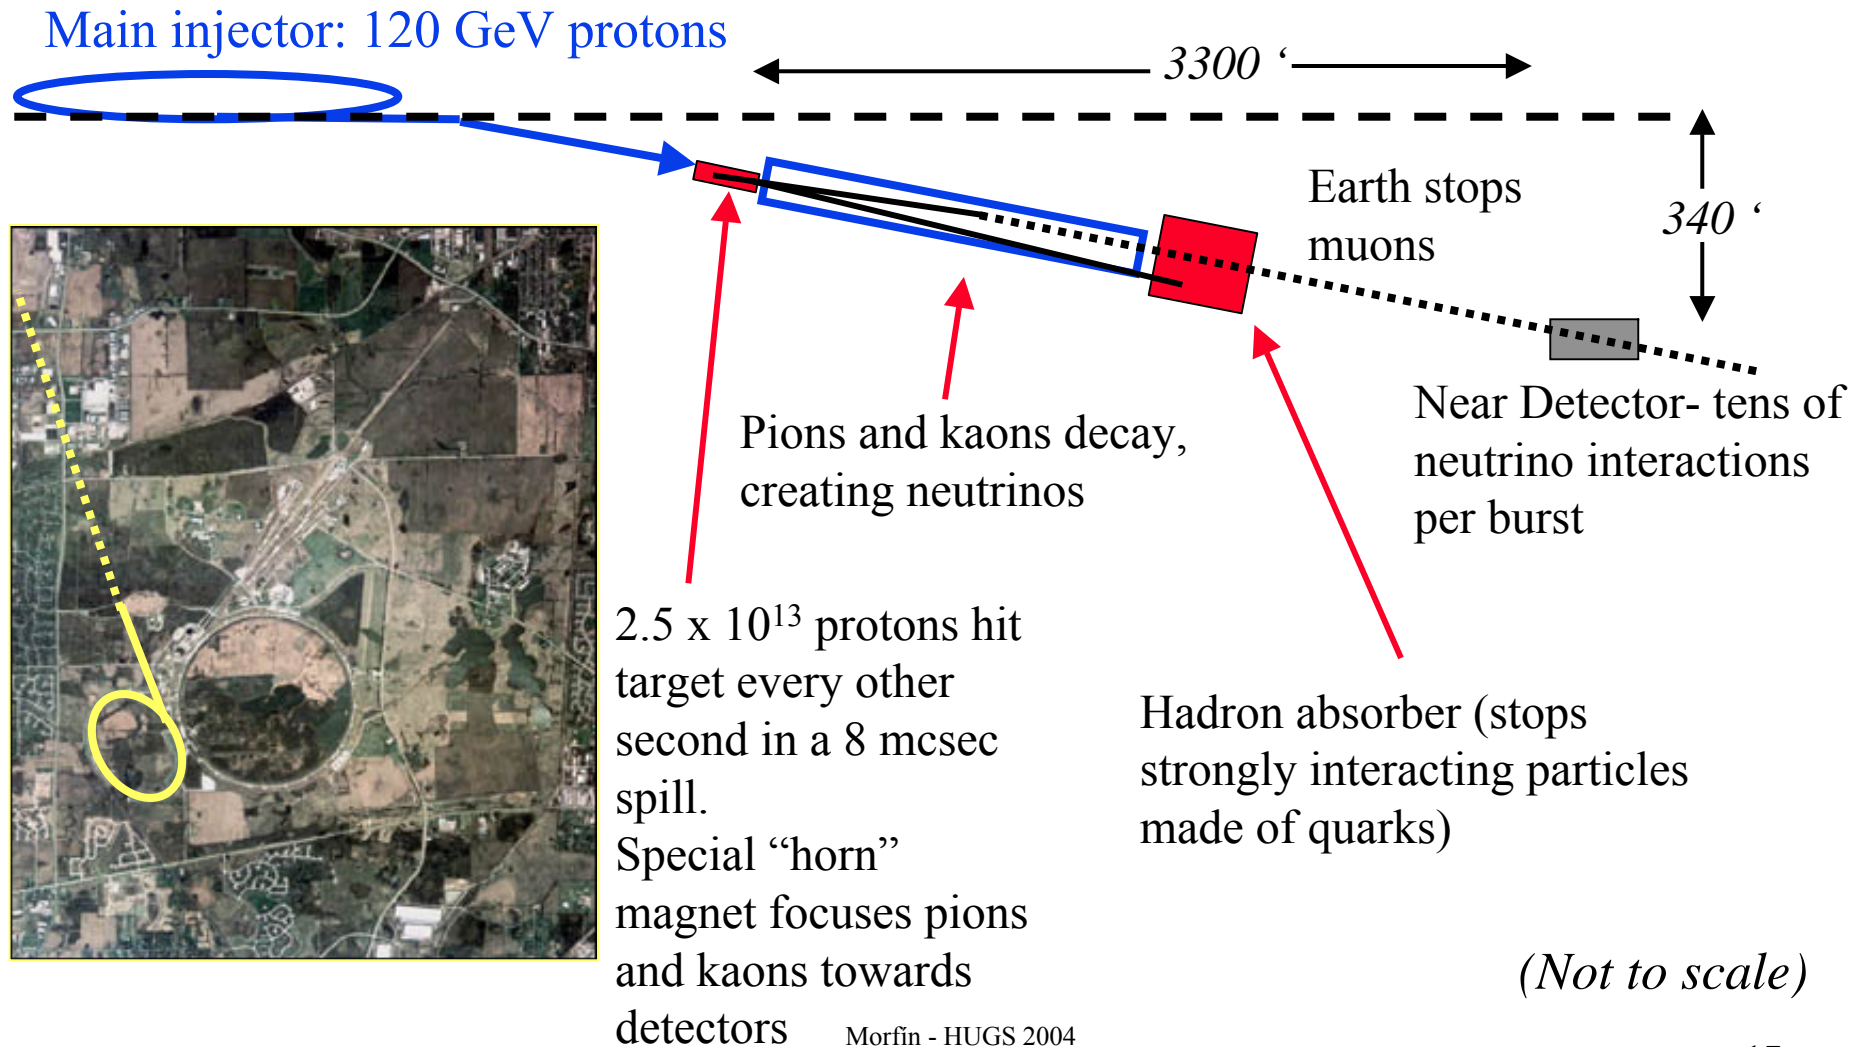 Main injector: 120 GeV protons
3300 ‘
Earth stops
muons
340 ‘
Pions and kaons decay,
creating neutrinos
Near Detector- tens of
neutrino interactions
per burst
2.5 x 10¹³ protons hit
target every other
second in a 8 mcsec
spill.
Special “horn”
magnet focuses pions
and kaons towards
detectors
Hadron absorber (stops
strongly interacting particles
made of quarks)
(Not to scale)
Morfín - HUGS 2004